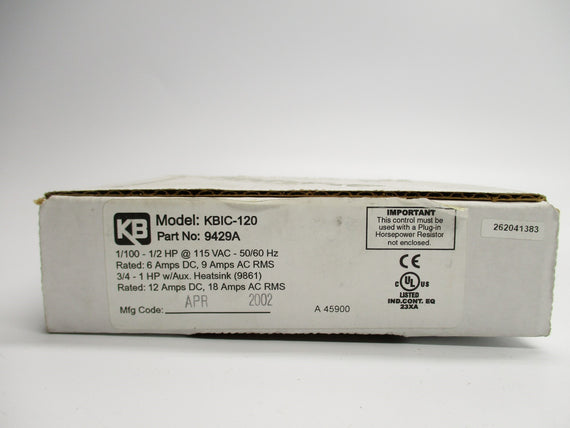 KB
Model: KBIC-120
Part No: 9429A
1/100 - 1/2 HP @ 115 VAC - 50/60 Hz
Rated: 6 Amps DC, 9 Amps AC RMS
3/4 - 1 HP w/Aux. Heatsink (9861)
Rated: 12 Amps DC, 18 Amps AC RMS
Mfg Code: APR 2002
A 45900
IMPORTANT
This control must be
used with a Plug-in
Horsepower Resistor
not enclosed.
CE
C UL US
LISTED
IND.CONT. EQ
23XA
262041383